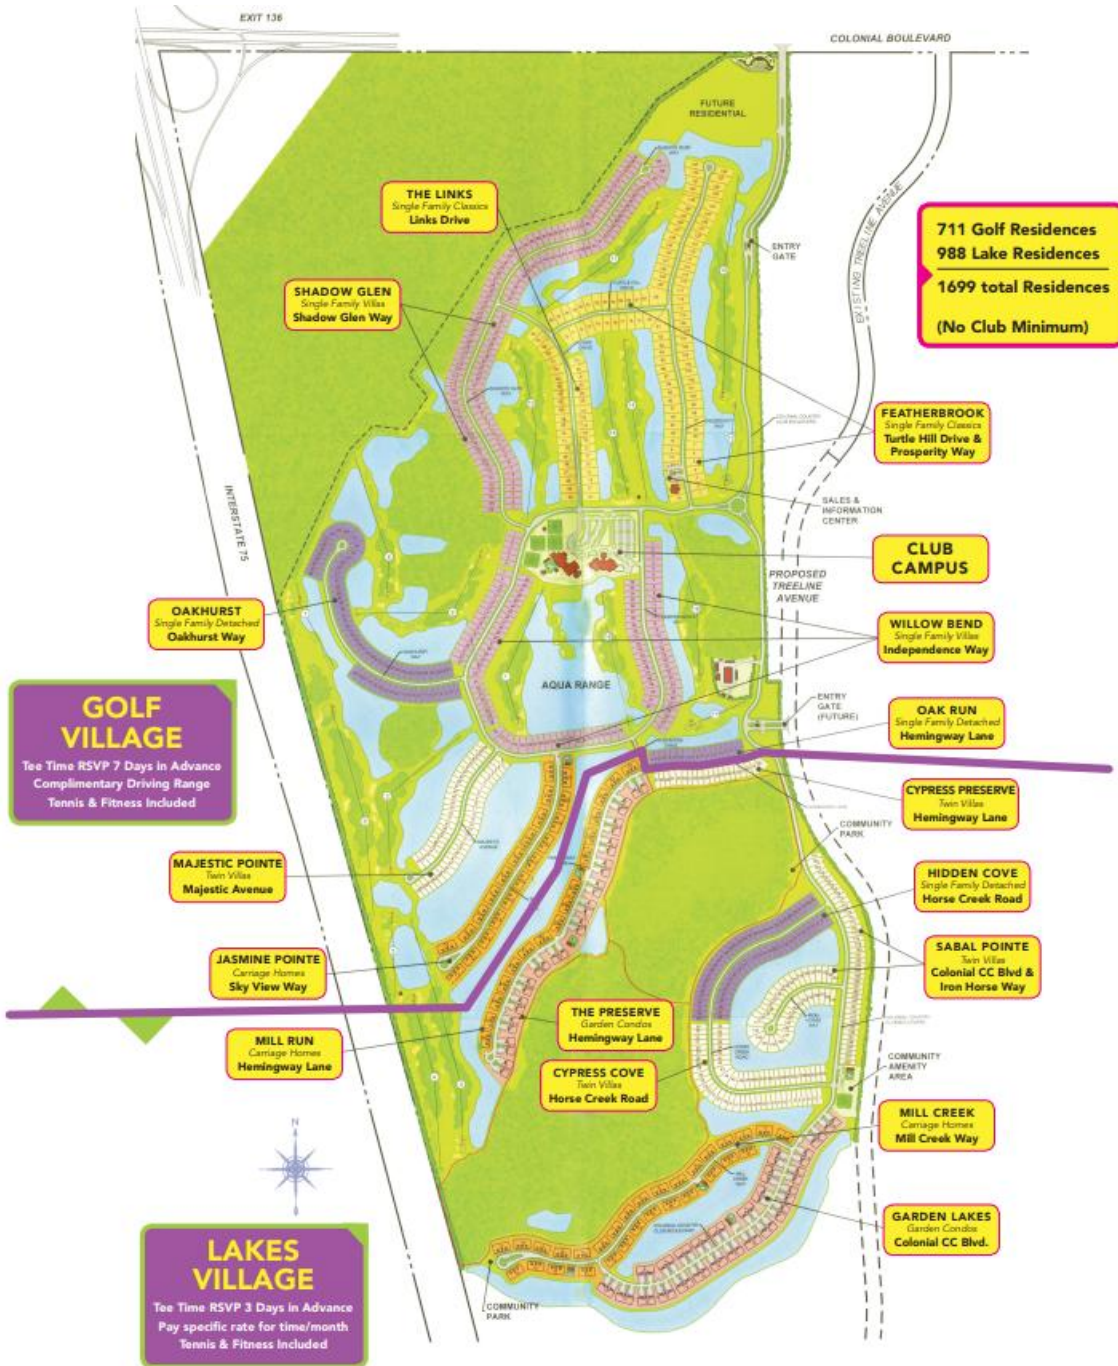 EXIT 136
COLONIAL BOULEVARD
FUTURE
RESIDENTIAL
THE LINKS
Single Family Classics
Links Drive
EXISTING TREELINE AVENUE
711 Golf Residences
988 Lake Residences
1699 total Residences
(No Club Minimum)
ENTRY
GATE
SHADOW GLEN
Single Family Villas
Shadow Glen Way
FEATHERBROOK
Single Family Classics
Turtle Hill Drive &
Prosperity Way
INTERSTATE 75
SALES &
INFORMATION
CENTER
CLUB
CAMPUS
PROPOSED
TREELINE
AVENUE
OAKHURST
Single Family Detached
Oakhurst Way
WILLOW BEND
Single Family Villas
Independence Way
AQUA RANGE
GOLF
VILLAGE
Tee Time RSVP 7 Days in Advance
Complimentary Driving Range
Tennis & Fitness Included
ENTRY
GATE
(FUTURE)
OAK RUN
Single Family Detached
Hemingway Lane
CYPRESS PRESERVE
Twin Villas
Hemingway Lane
COMMUNITY
PARK
MAJESTIC POINTE
Twin Villas
Majestic Avenue
HIDDEN COVE
Single Family Detached
Horse Creek Road
JASMINE POINTE
Carriage Homes
Sky View Way
SABAL POINTE
Twin Villas
Colonial CC Blvd &
Iron Horse Way
THE PRESERVE
Garden Condos
Hemingway Lane
MILL RUN
Carriage Homes
Hemingway Lane
CYPRESS COVE
Twin Villas
Horse Creek Road
COMMUNITY
AMENITY
AREA
MILL CREEK
Carriage Homes
Mill Creek Way
N
GARDEN LAKES
Garden Condos
Colonial CC Blvd.
LAKES
VILLAGE
Tee Time RSVP 3 Days in Advance
Pay specific rate for time/month
Tennis & Fitness Included
COMMUNITY
PARK